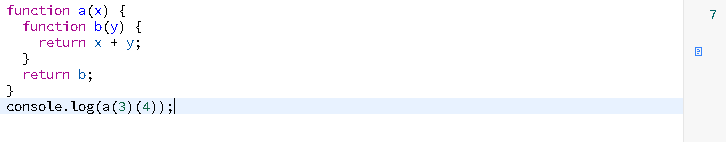 function a(x) {
  function b(y) {
    return x + y;
  }
  return b;
}
console.log(a(3)(4));
7